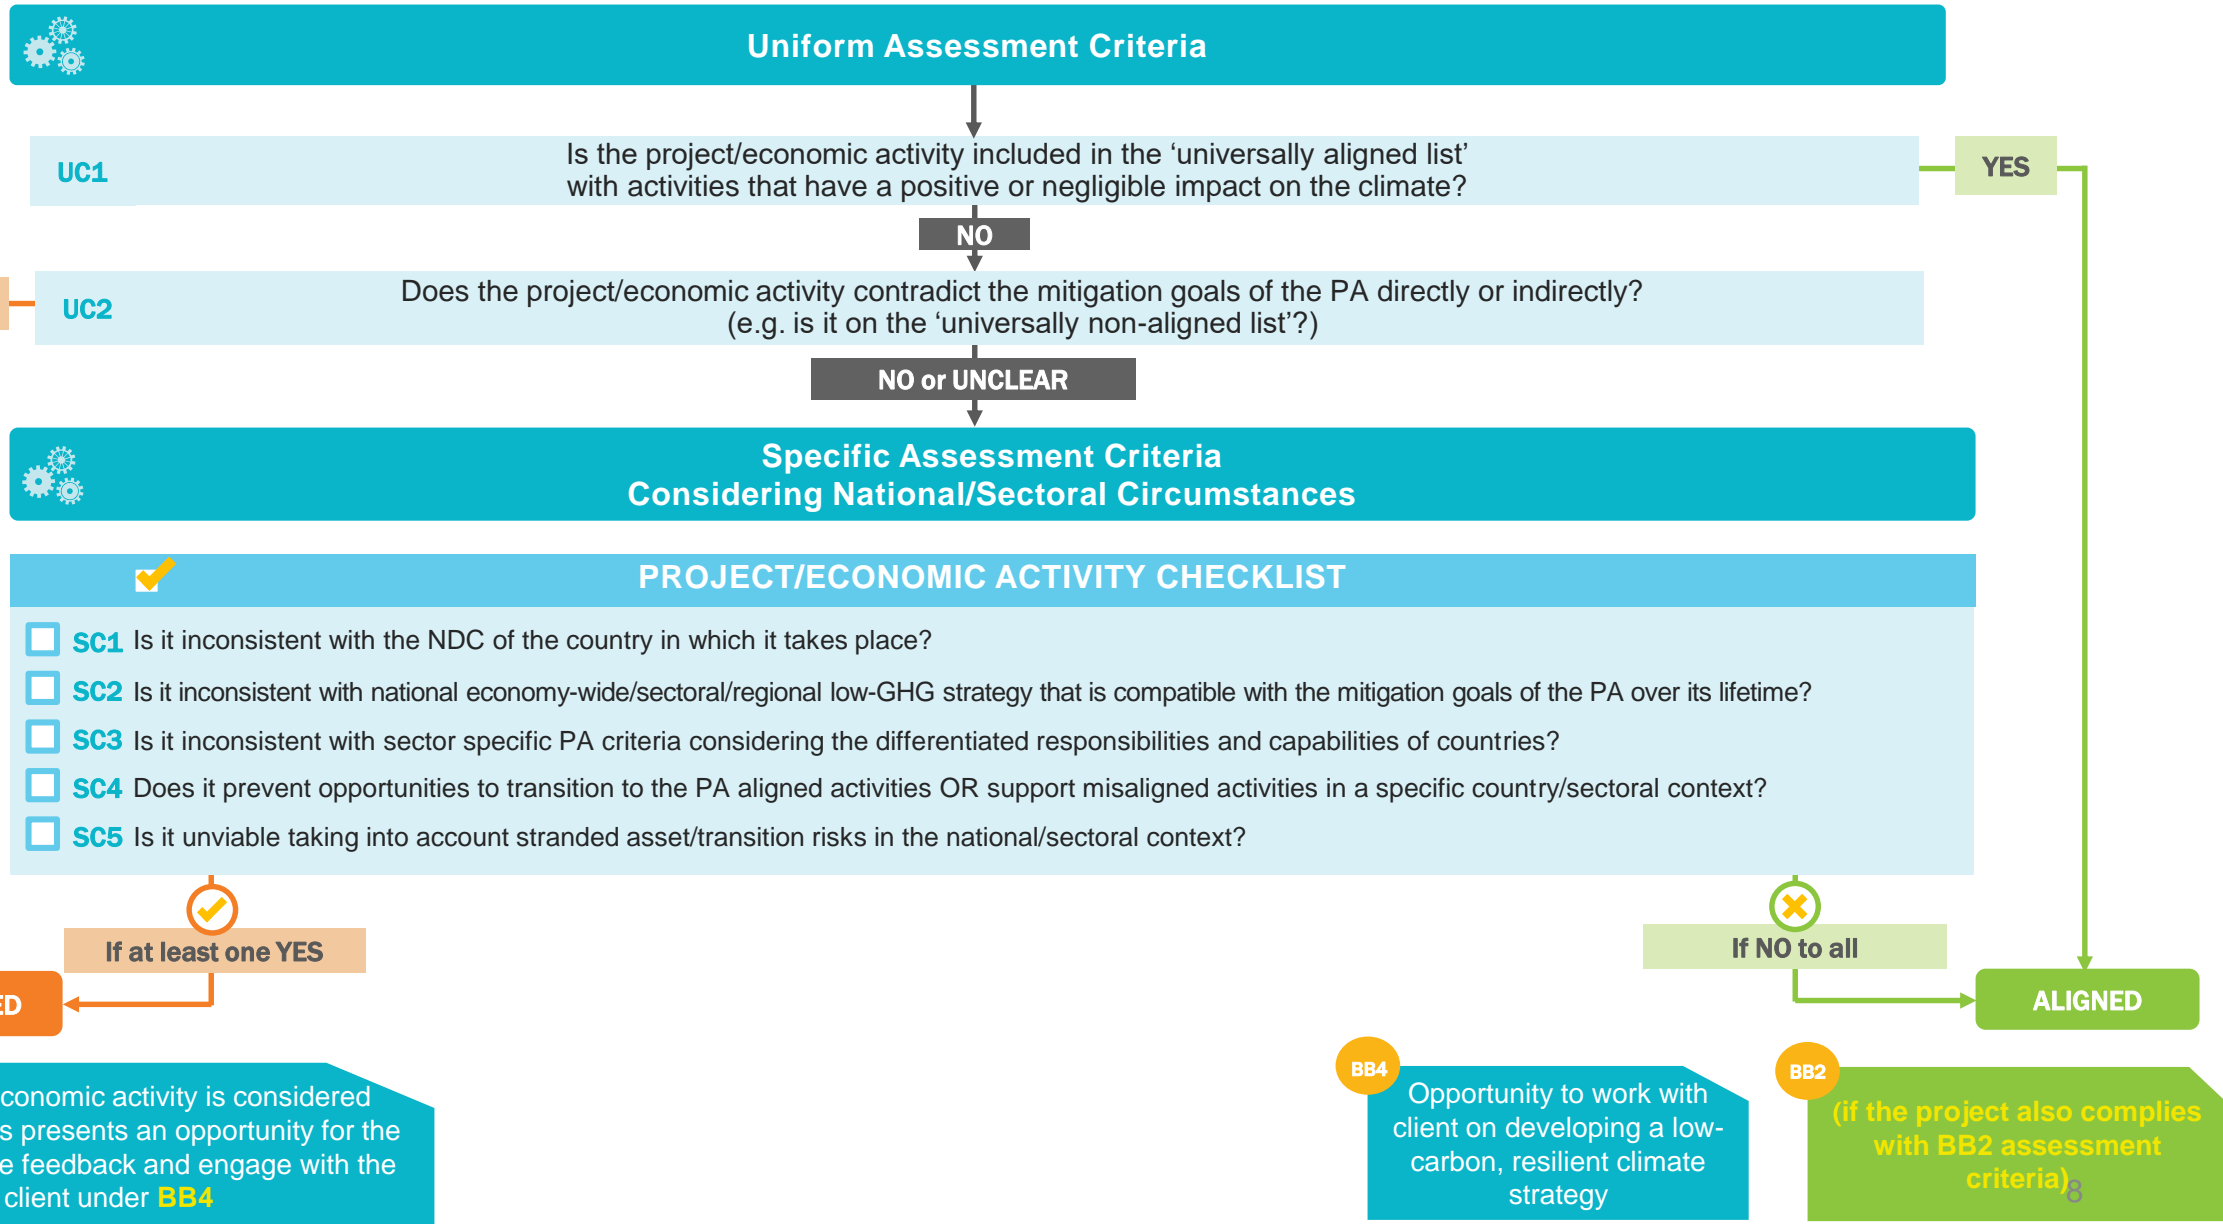 Uniform Assessment Criteria
UC1
Is the project/economic activity included in the ‘universally aligned list’
with activities that have a positive or negligible impact on the climate?
YES
NO
UC2
Does the project/economic activity contradict the mitigation goals of the PA directly or indirectly?
(e.g. is it on the ‘universally non-aligned list’?)
NO or UNCLEAR
Specific Assessment Criteria
Considering National/Sectoral Circumstances
PROJECT/ECONOMIC ACTIVITY CHECKLIST
SC1 Is it inconsistent with the NDC of the country in which it takes place?
SC2 Is it inconsistent with national economy-wide/sectoral/regional low-GHG strategy that is compatible with the mitigation goals of the PA over its lifetime?
SC3 Is it inconsistent with sector specific PA criteria considering the differentiated responsibilities and capabilities of countries?
SC4 Does it prevent opportunities to transition to the PA aligned activities OR support misaligned activities in a specific country/sectoral context?
SC5 Is it unviable taking into account stranded asset/transition risks in the national/sectoral context?
If at least one YES
If NO to all
ED
ALIGNED
conomic activity is considered
s presents an opportunity for the
e feedback and engage with the
client under BB4
BB4
Opportunity to work with
client on developing a low-
carbon, resilient climate
strategy
BB2
(if the project also complies
with BB2 assessment
criteria)
8